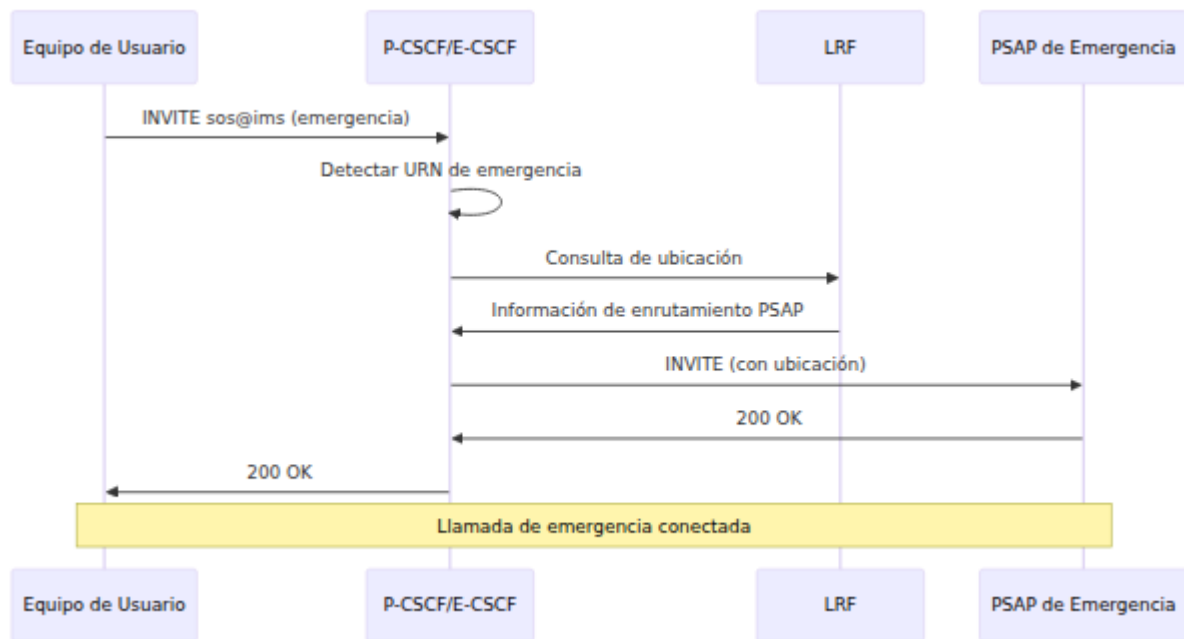 Equipo de Usuario
P-CSCF/E-CSCF
LRF
PSAP de Emergencia
INVITE sos@ims (emergencia)
Detectar URN de emergencia
Consulta de ubicación
Información de enrutamiento PSAP
INVITE (con ubicación)
200 OK
200 OK
Llamada de emergencia conectada
Equipo de Usuario
P-CSCF/E-CSCF
LRF
PSAP de Emergencia